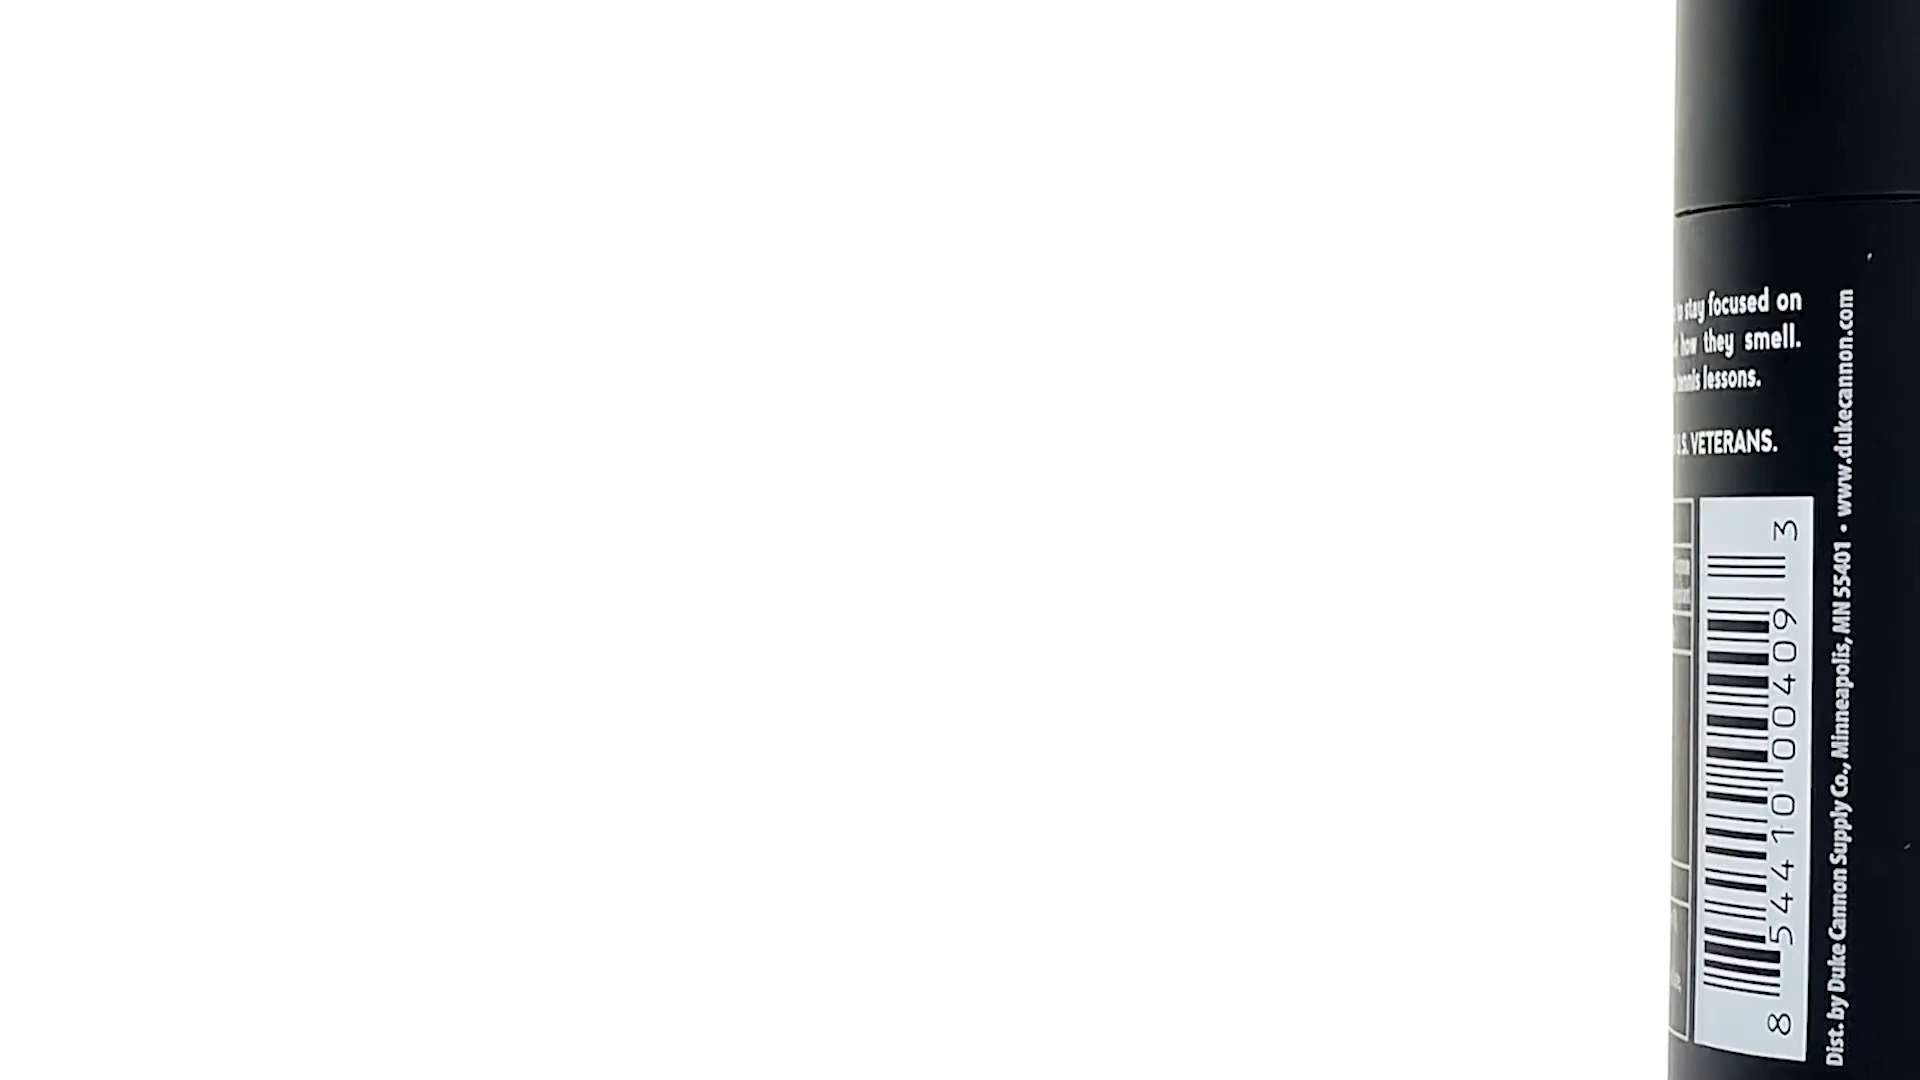 stay focused on
how they smell.
tennis lessons.
U.S. VETERANS.
8 54410 00409 3
Dist. by Duke Cannon Supply Co., Minneapolis, MN 55401 • www.dukecannon.com